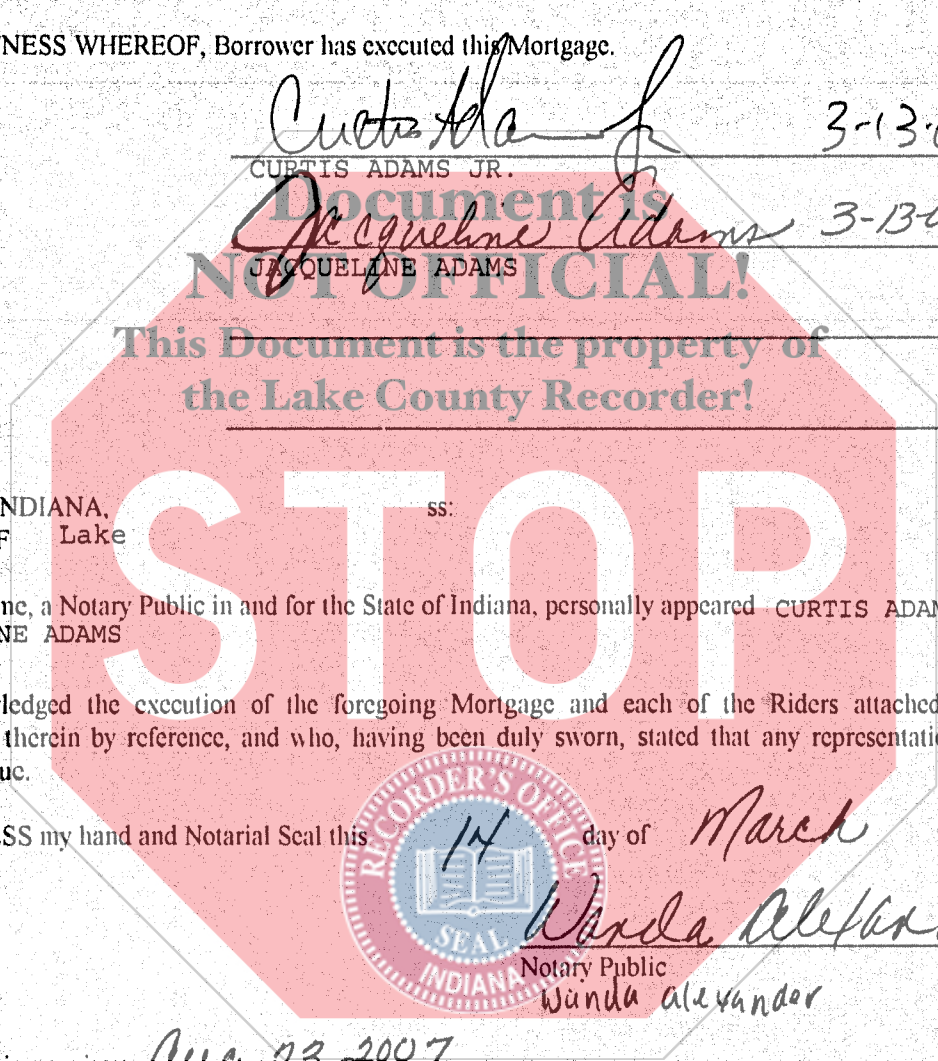 NESS WHEREOF, Borrower has executed this Mortgage.
Curtis Adams Jr 3-13-
CURTIS ADAMS JR.
Document is
Jacqueline Adams 3-13-0
JACQUELINE ADAMS
NOT OFFICIAL!
This Document is the property of
the Lake County Recorder!
STOP
NDIANA, ss:
F Lake
me, a Notary Public in and for the State of Indiana, personally appeared CURTIS ADAM
NE ADAMS
ledged the execution of the foregoing Mortgage and each of the Riders attached
therein by reference, and who, having been duly sworn, stated that any representati
ue.
RECORDER'S OFFICE
SS my hand and Notarial Seal this 14 day of March
Wanda Alexan
SEAL
INDIANA
Notary Public
Wanda alexander
Aug 23 2007